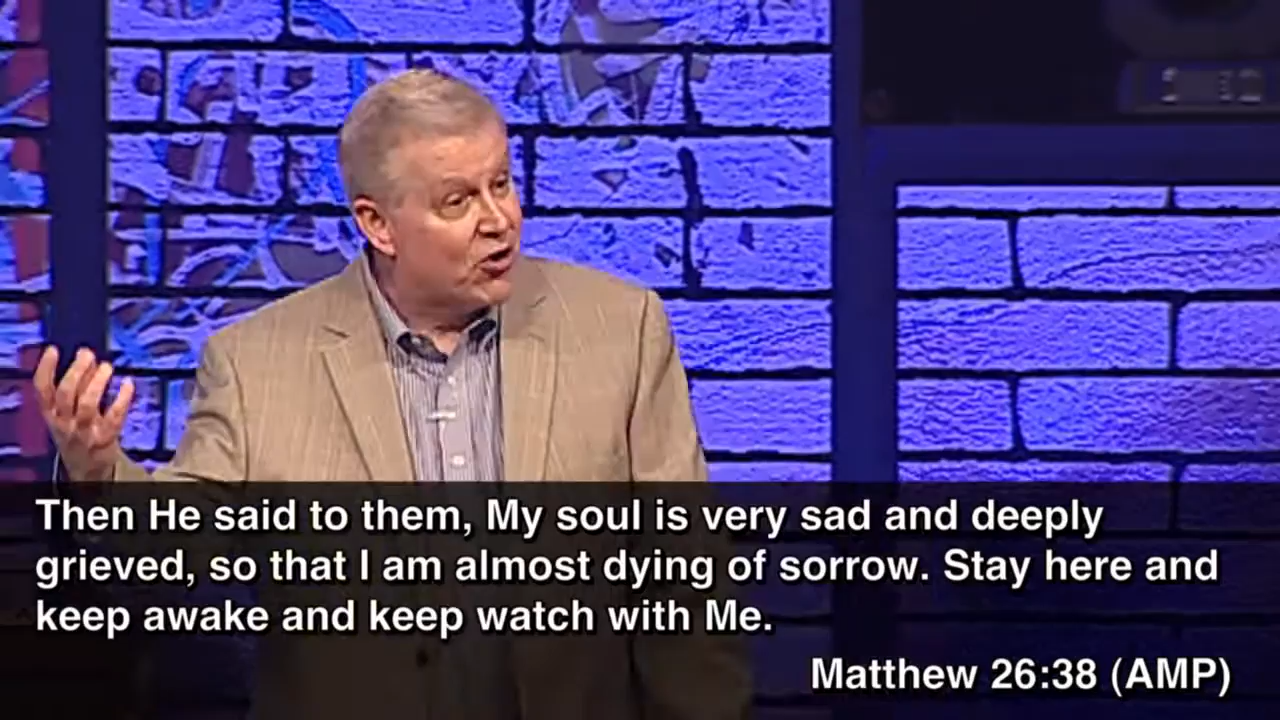 Then He said to them, My soul is very sad and deeply
grieved, so that I am almost dying of sorrow. Stay here and
keep awake and keep watch with Me.
Matthew 26:38 (AMP)